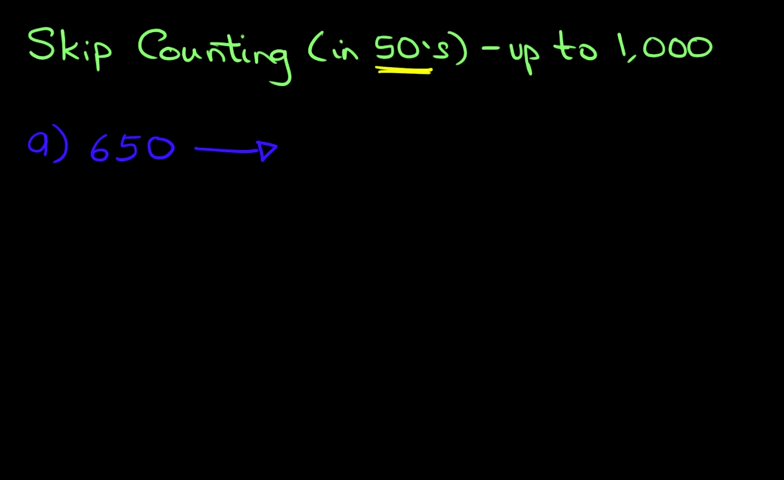 Skip Counting (in 50's) - up to 1,000
a) 650 →